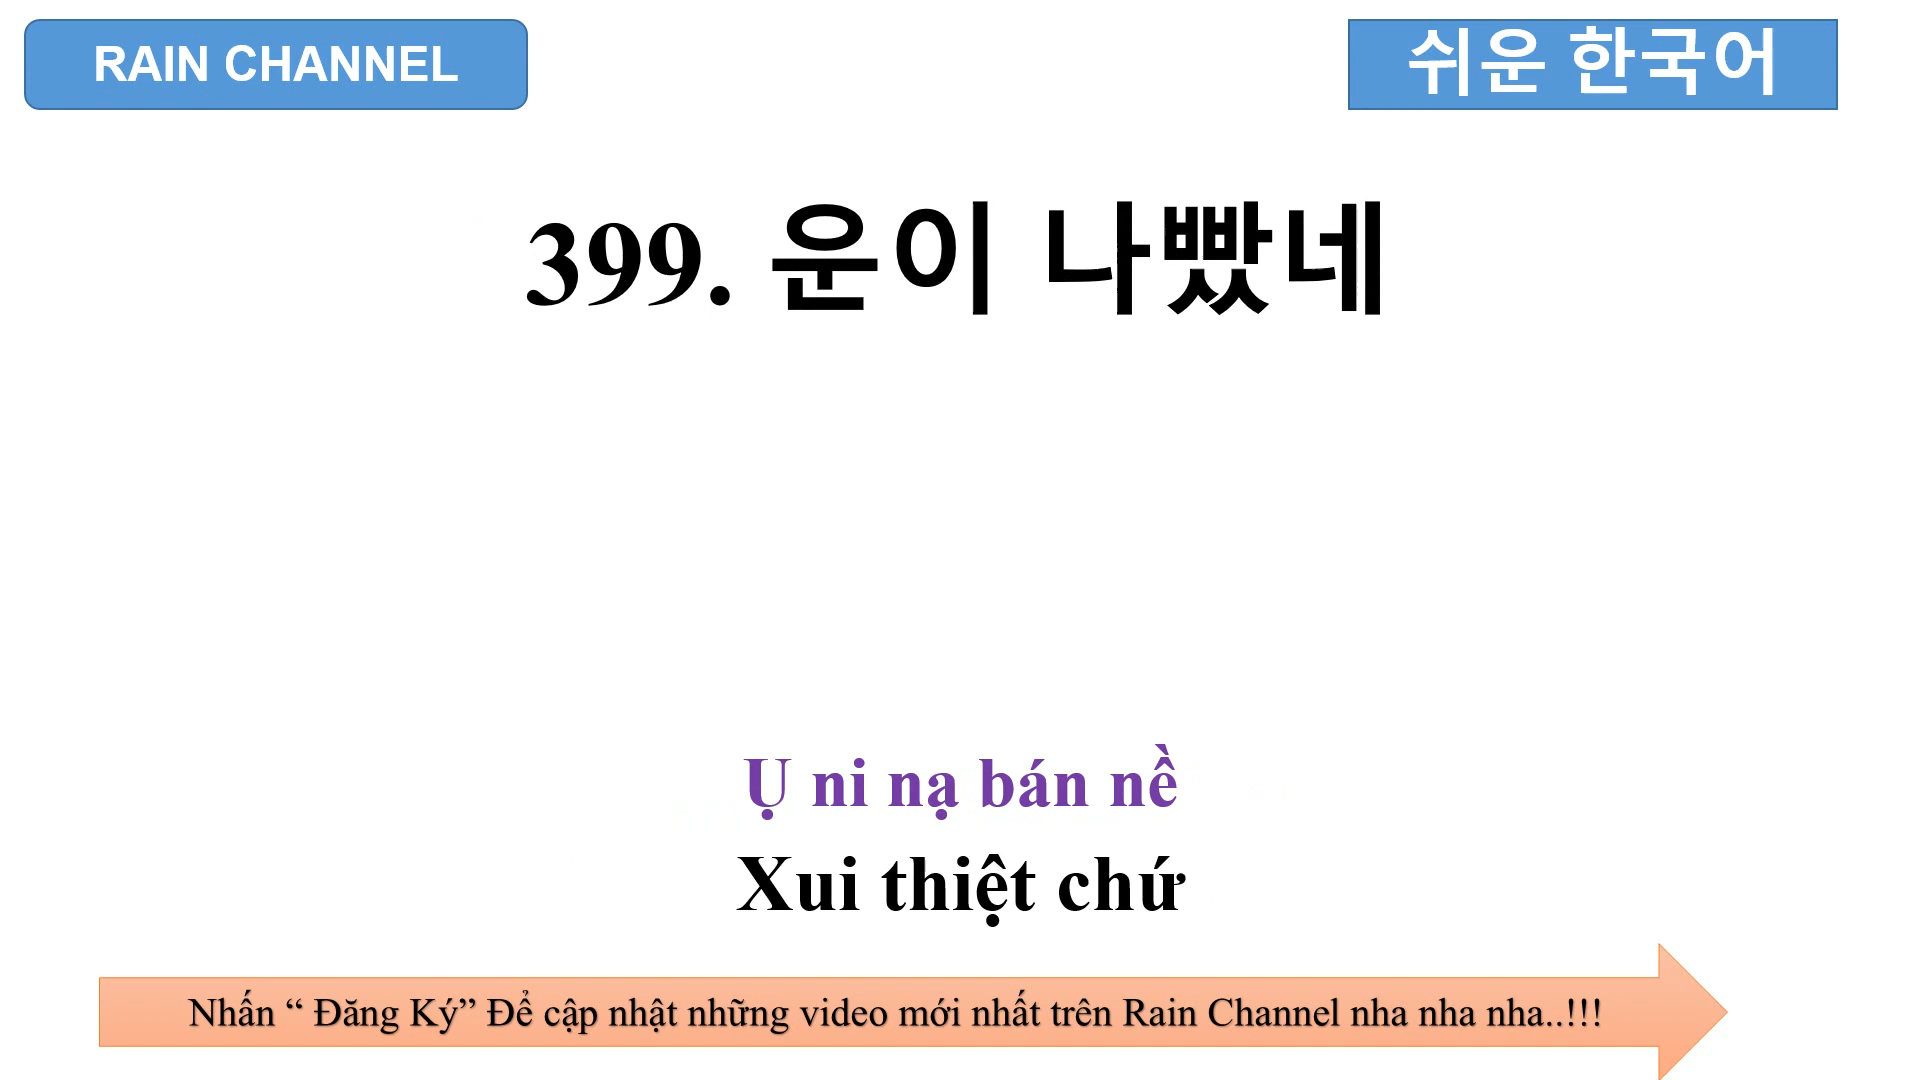 RAIN CHANNEL
쉬운 한국어
399. 운이 나빴네
Ụ ni nạ bán nề
Xui thiệt chứ
Nhấn “ Đăng Ký” Để cập nhật những video mới nhất trên Rain Channel nha nha nha..!!!